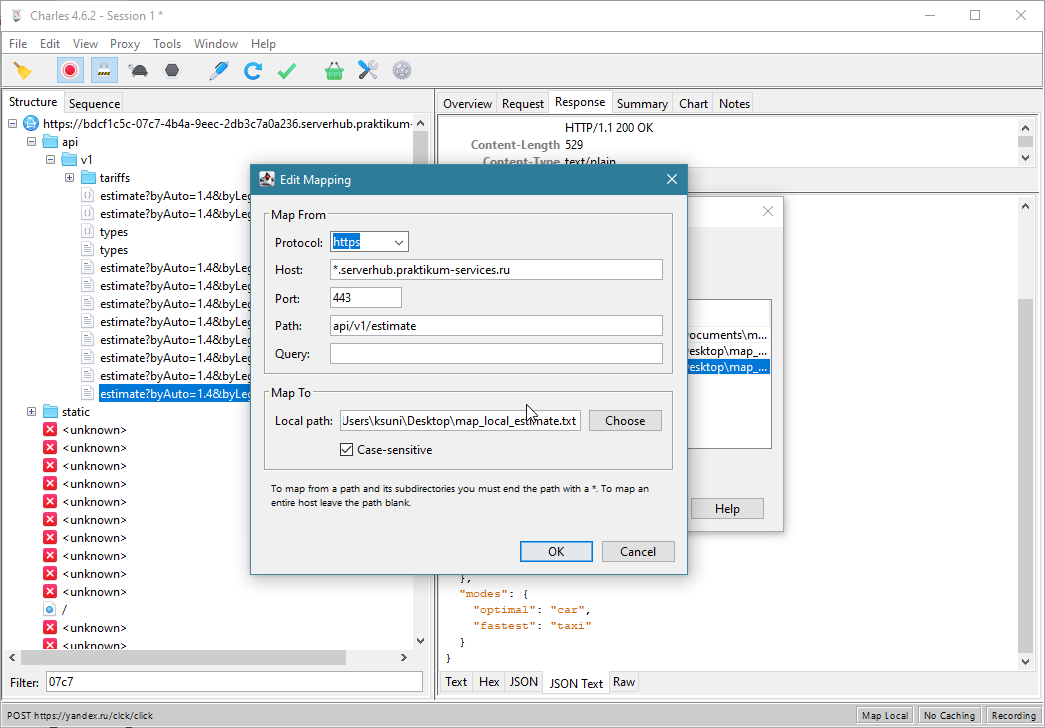 Charles 4.6.2 - Session 1 *
File Edit View Proxy Tools Window Help
Structure Sequence
https://bdcf1c5c-07c7-4b4a-9eec-2db3c7a0a236.serverhub.praktikum-
api
v1
tariffs
estimate?byAuto=1.4&byLeg
estimate?byAuto=1.4&byLeg
types
types
estimate?byAuto=1.4&byLeg
estimate?byAuto=1.4&byLeg
estimate?byAuto=1.4&byLeg
estimate?byAuto=1.4&byLeg
estimate?byAuto=1.4&byLeg
estimate?byAuto=1.4&byLeg
estimate?byAuto=1.4&byLeg
estimate?byAuto=1.4&byLeg
static
<unknown>
<unknown>
<unknown>
<unknown>
<unknown>
<unknown>
<unknown>
<unknown>
<unknown>
<unknown>
/
<unknown>
<unknown>
Filter: 07c7
Overview Request Response Summary Chart Notes
HTTP/1.1 200 OK
Content-Length 529
Content-Type text/plain
Edit Mapping
Map From
Protocol: https
Host: *.serverhub.praktikum-services.ru
Port: 443
Path: api/v1/estimate
Query:
Map To
Local path: Users\ksuni\Desktop\map_local_estimate.txt Choose
Case-sensitive
To map from a path and its subdirectories you must end the path with a *. To map an
entire host leave the path blank.
OK Cancel
ocuments\m...
esktop\map_...
esktop\map_...
Help
},
"modes": {
"optimal": "car",
"fastest": "taxi"
}
}
Text Hex JSON JSON Text Raw
POST https://yandex.ru/clck/click
Map Local No Caching Recording